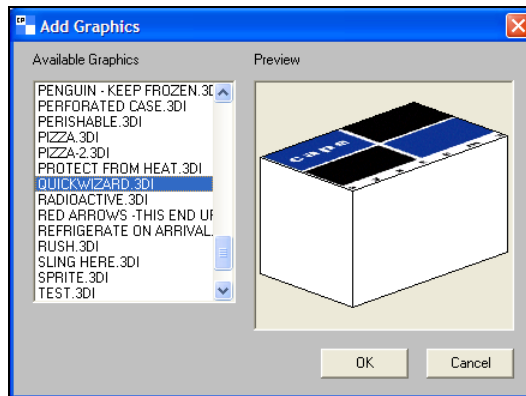 CP Add Graphics
Available Graphics
Preview
PENGUIN - KEEP FROZEN.3D
PERFORATED CASE.3DI
PERISHABLE.3DI
PIZZA.3DI
PIZZA-2.3DI
PROTECT FROM HEAT.3DI
QUICKWIZARD.3DI
RADIOACTIVE.3DI
RED ARROWS -THIS END UP
REFRIGERATE ON ARRIVAL.
RUSH.3DI
SLING HERE.3DI
SPRITE.3DI
TEST.3DI
cape
OK
Cancel